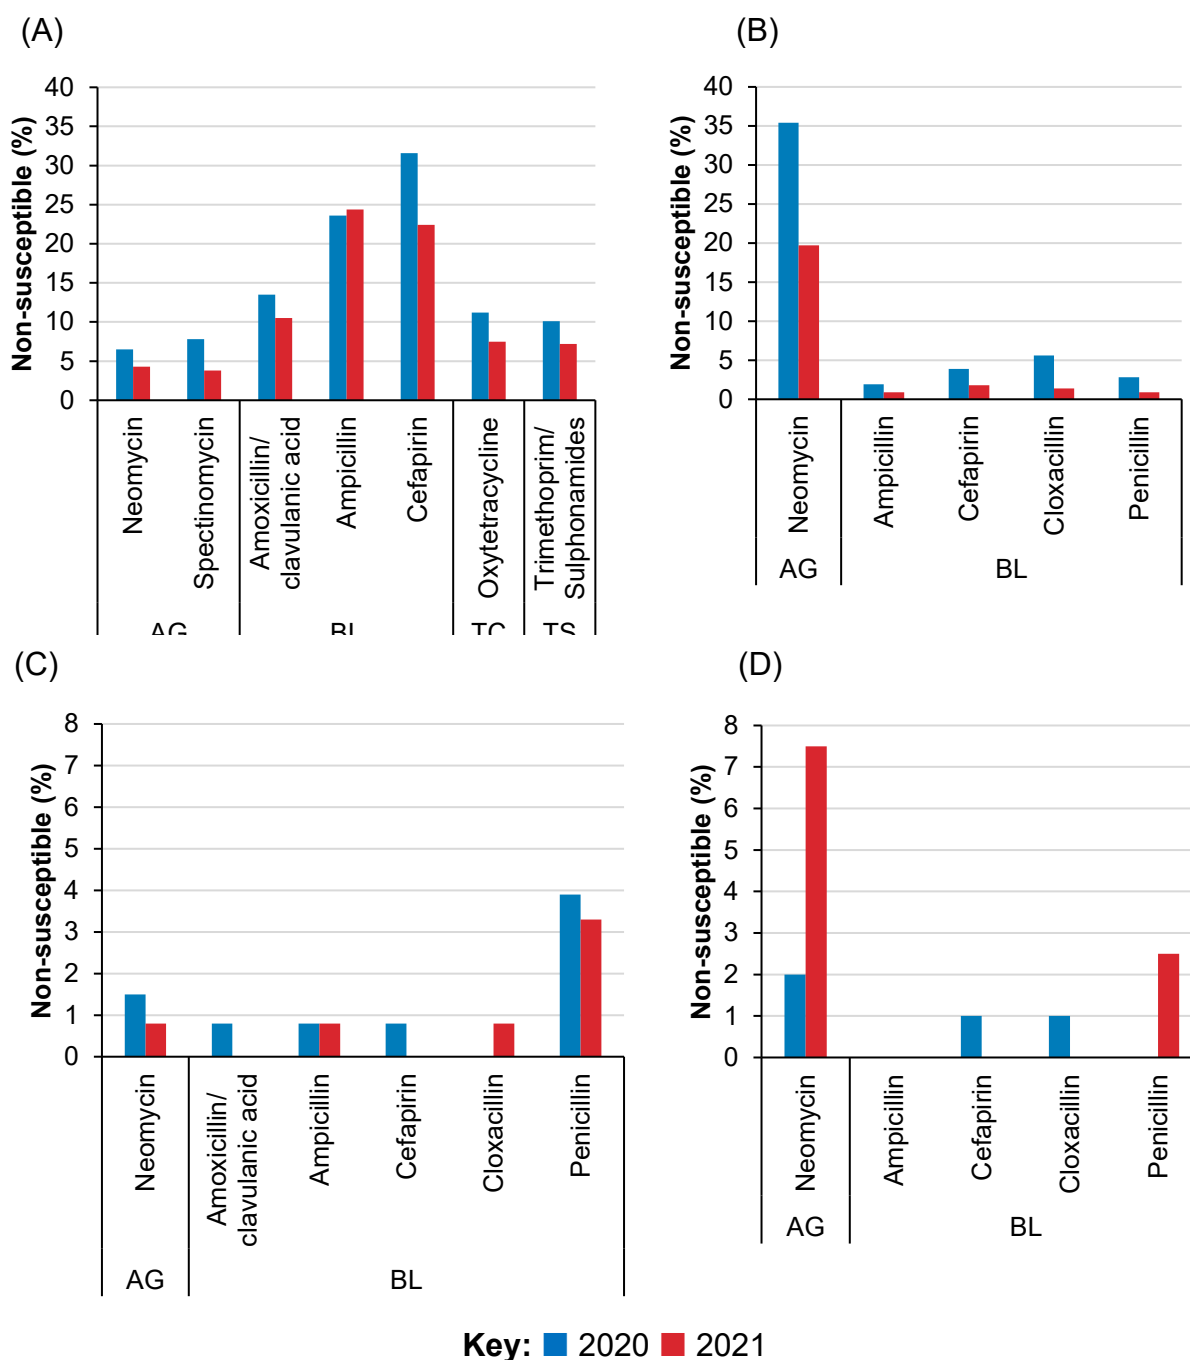 (A)
Non-susceptible (%)
40
35
30
25
20
15
10
5
0
Neomycin
Spectinomycin
Amoxicillin/
clavulanic acid
Ampicillin
Cefapirin
Oxytetracycline
Trimethoprim/
Sulphonamides
AG
BL
TC
TS
(B)
Non-susceptible (%)
40
35
30
25
20
15
10
5
0
Neomycin
Ampicillin
Cefapirin
Cloxacillin
Penicillin
AG
BL
(C)
Non-susceptible (%)
8
7
6
5
4
3
2
1
0
Neomycin
Amoxicillin/
clavulanic acid
Ampicillin
Cefapirin
Cloxacillin
Penicillin
AG
BL
(D)
Non-susceptible (%)
8
7
6
5
4
3
2
1
0
Neomycin
Ampicillin
Cefapirin
Cloxacillin
Penicillin
AG
BL
Key: 2020 2021